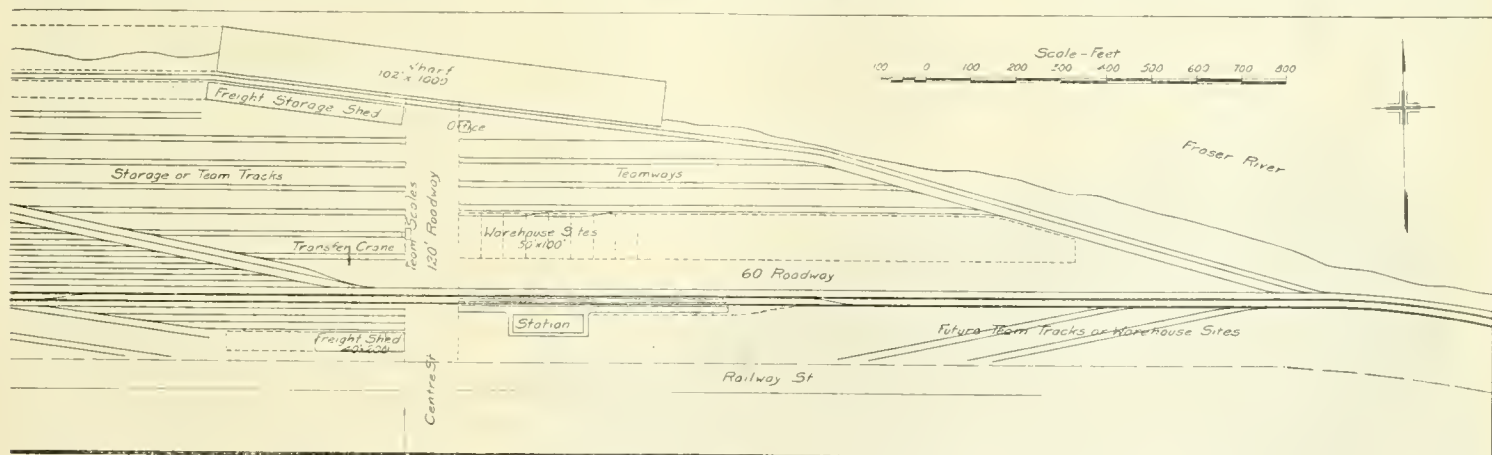 Scale-Feet
100 0 100 200 300 400 500 600 700 800
Wharf
102' x 1000'
Freight Storage Shed
Office
Fraser River
Storage or Team Tracks
Teamways
Team Scales
120' Roadway
Warehouse Sites
50'x100'
Transfer Crane
60 Roadway
Station
Future Team Tracks or Warehouse Sites
Freight Shed
Railway St
Centre St